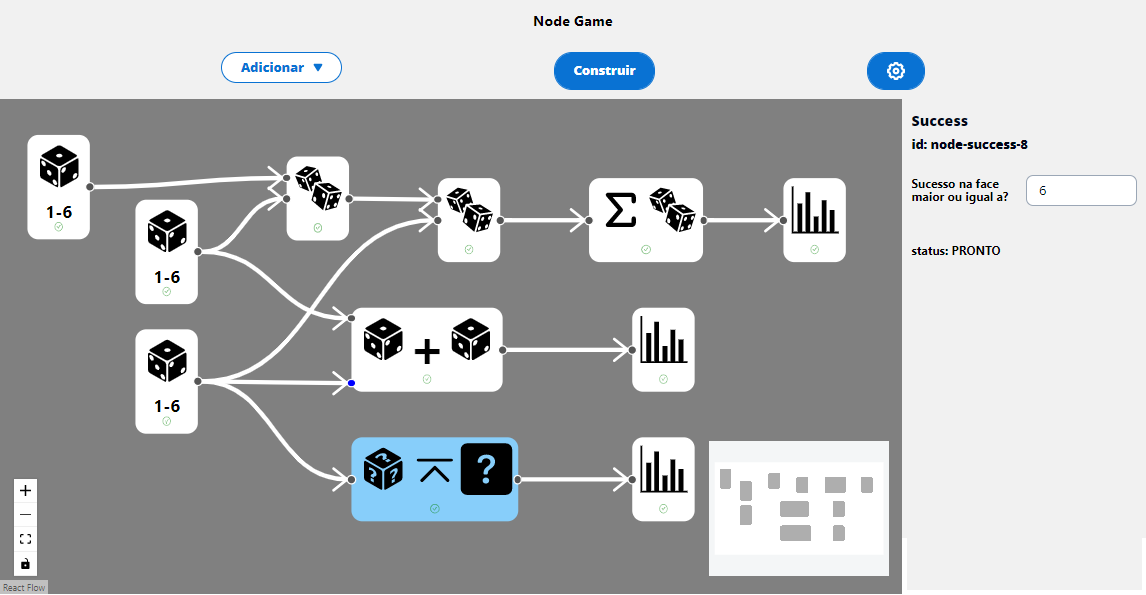 Node Game
Adicionar ▼
Construir
Success
id: node-success-8
Sucesso na face
maior ou igual a?
6
status: PRONTO
1-6
1-6
1-6
Σ
+
? ? ?
?
+
−
React Flow